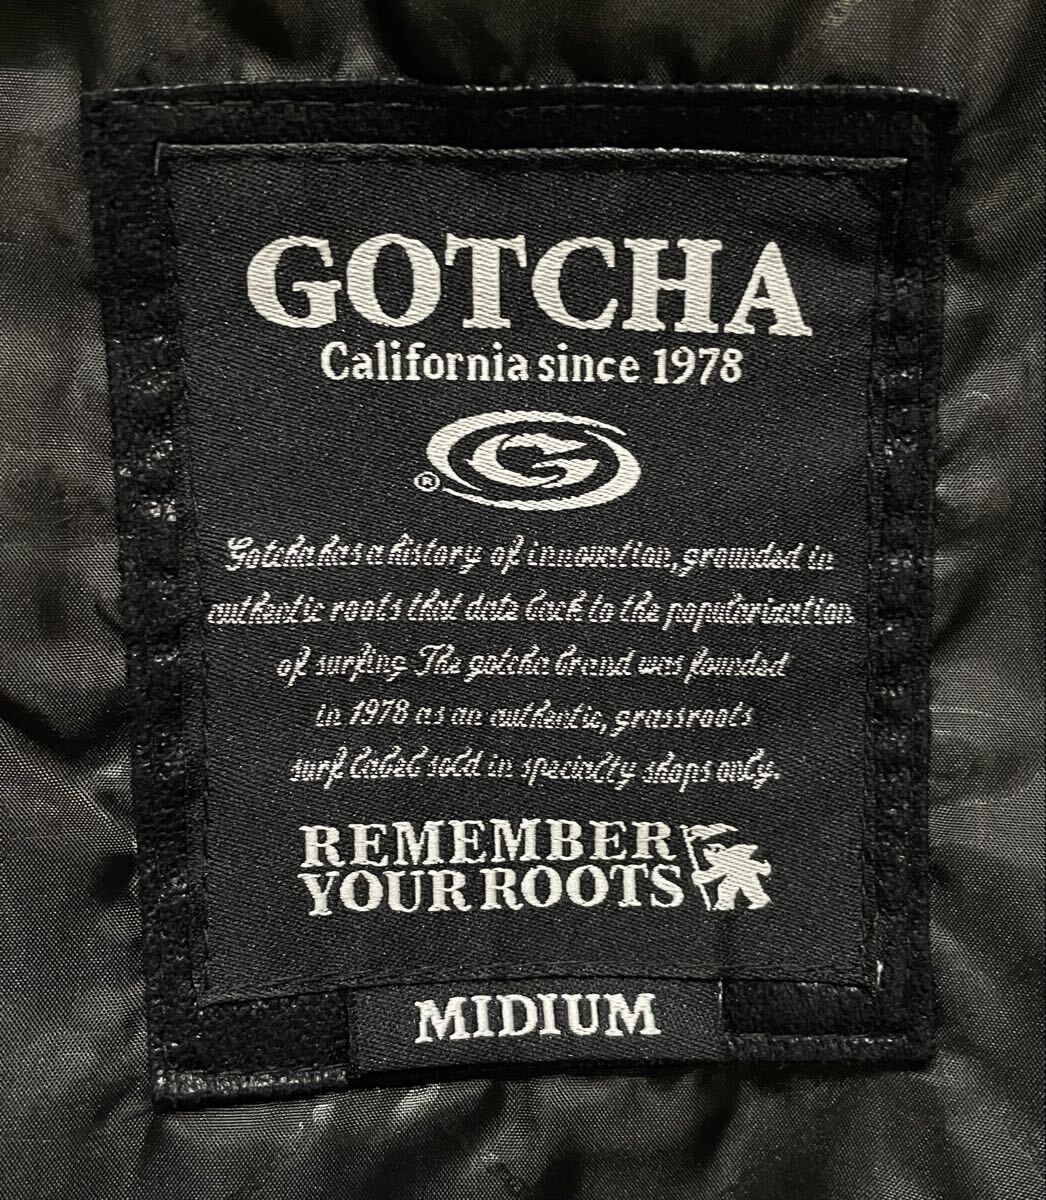 GOTCHA
California since 1978
G
®
Gotcha has a history of innovation, grounded in
authentic roots that date back to the popularization
of surfing The gotcha brand was founded
in 1978 as an authentic, grassroots
surf label sold in specialty shops only.
REMEMBER
YOUR ROOTS
MIDIUM